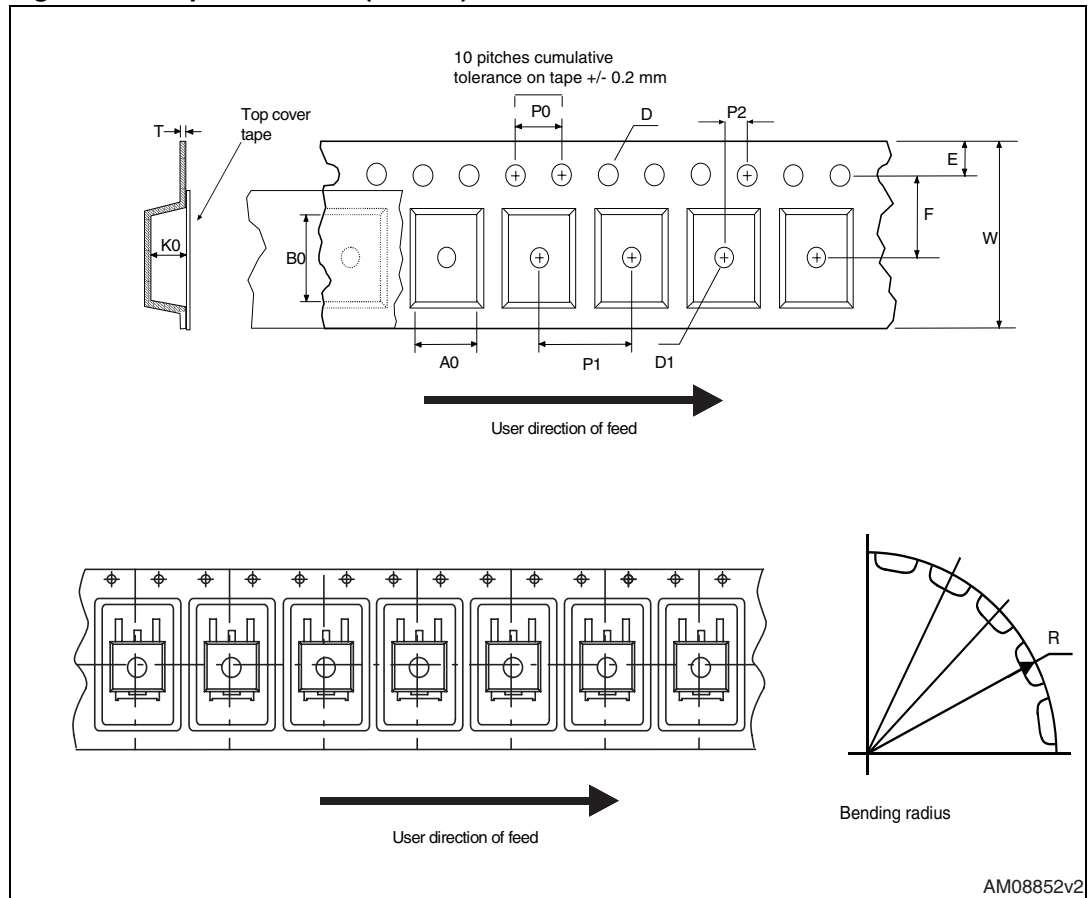 10 pitches cumulative
tolerance on tape +/- 0.2 mm
P0
D
P2
T
Top cover
tape
E
F
W
K0
B0
A0
P1
D1
User direction of feed
R
Bending radius
User direction of feed
AM08852v2